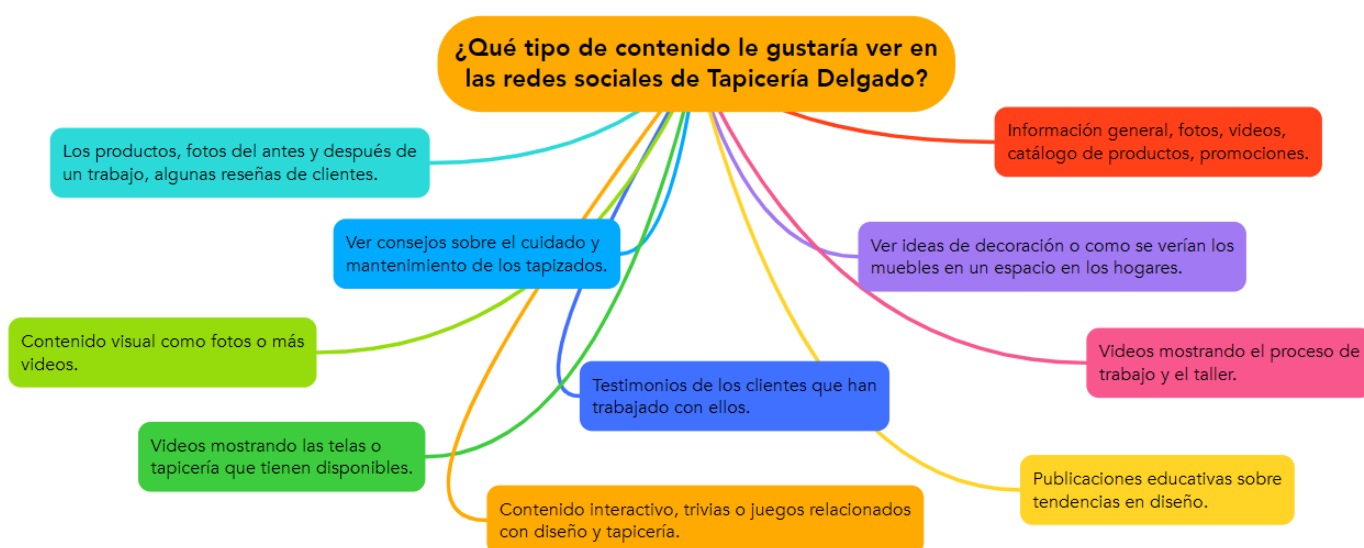 ¿Qué tipo de contenido le gustaría ver en
las redes sociales de Tapicería Delgado?
Los productos, fotos del antes y después de
un trabajo, algunas reseñas de clientes.
Información general, fotos, videos,
catálogo de productos, promociones.
Ver consejos sobre el cuidado y
mantenimiento de los tapizados.
Ver ideas de decoración o como se verían los
muebles en un espacio en los hogares.
Contenido visual como fotos o más
videos.
Videos mostrando el proceso de
trabajo y el taller.
Testimonios de los clientes que han
trabajado con ellos.
Videos mostrando las telas o
tapicería que tienen disponibles.
Publicaciones educativas sobre
tendencias en diseño.
Contenido interactivo, trivias o juegos relacionados
con diseño y tapicería.